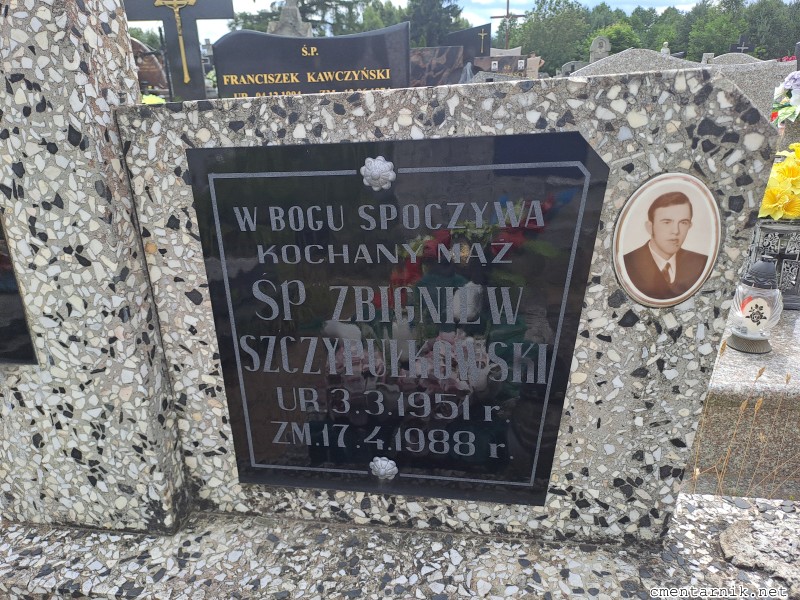 Ś.P.
FRANCISZEK KAWCZYŃSKI
W BOGU SPOCZYWA
KOCHANY MĄŻ
ŚP ZBIGNIEW
SZCZYPUŁKOWSKI
UR.3.3.1951 r.
ZM.17.4.1988 r.
cmentarnik.net